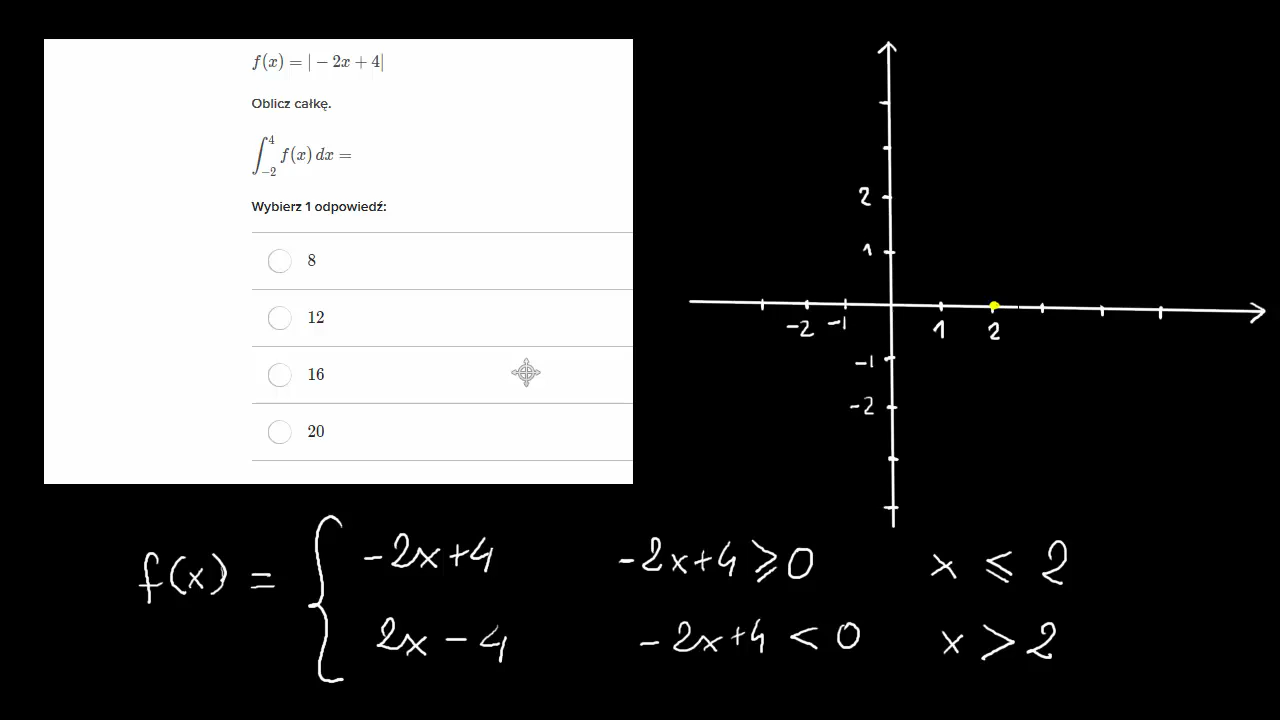 f(x) = | − 2x + 4|
Oblicz całkę.
∫_{−2}^{4} f(x) dx =
Wybierz 1 odpowiedź:
8
12
16
20
2
1
-2 -1 1 2
-1
-2
f(x) = { -2x+4 -2x+4 ⩾ 0 x ⩽ 2
2x - 4 -2x+4 < 0 x > 2